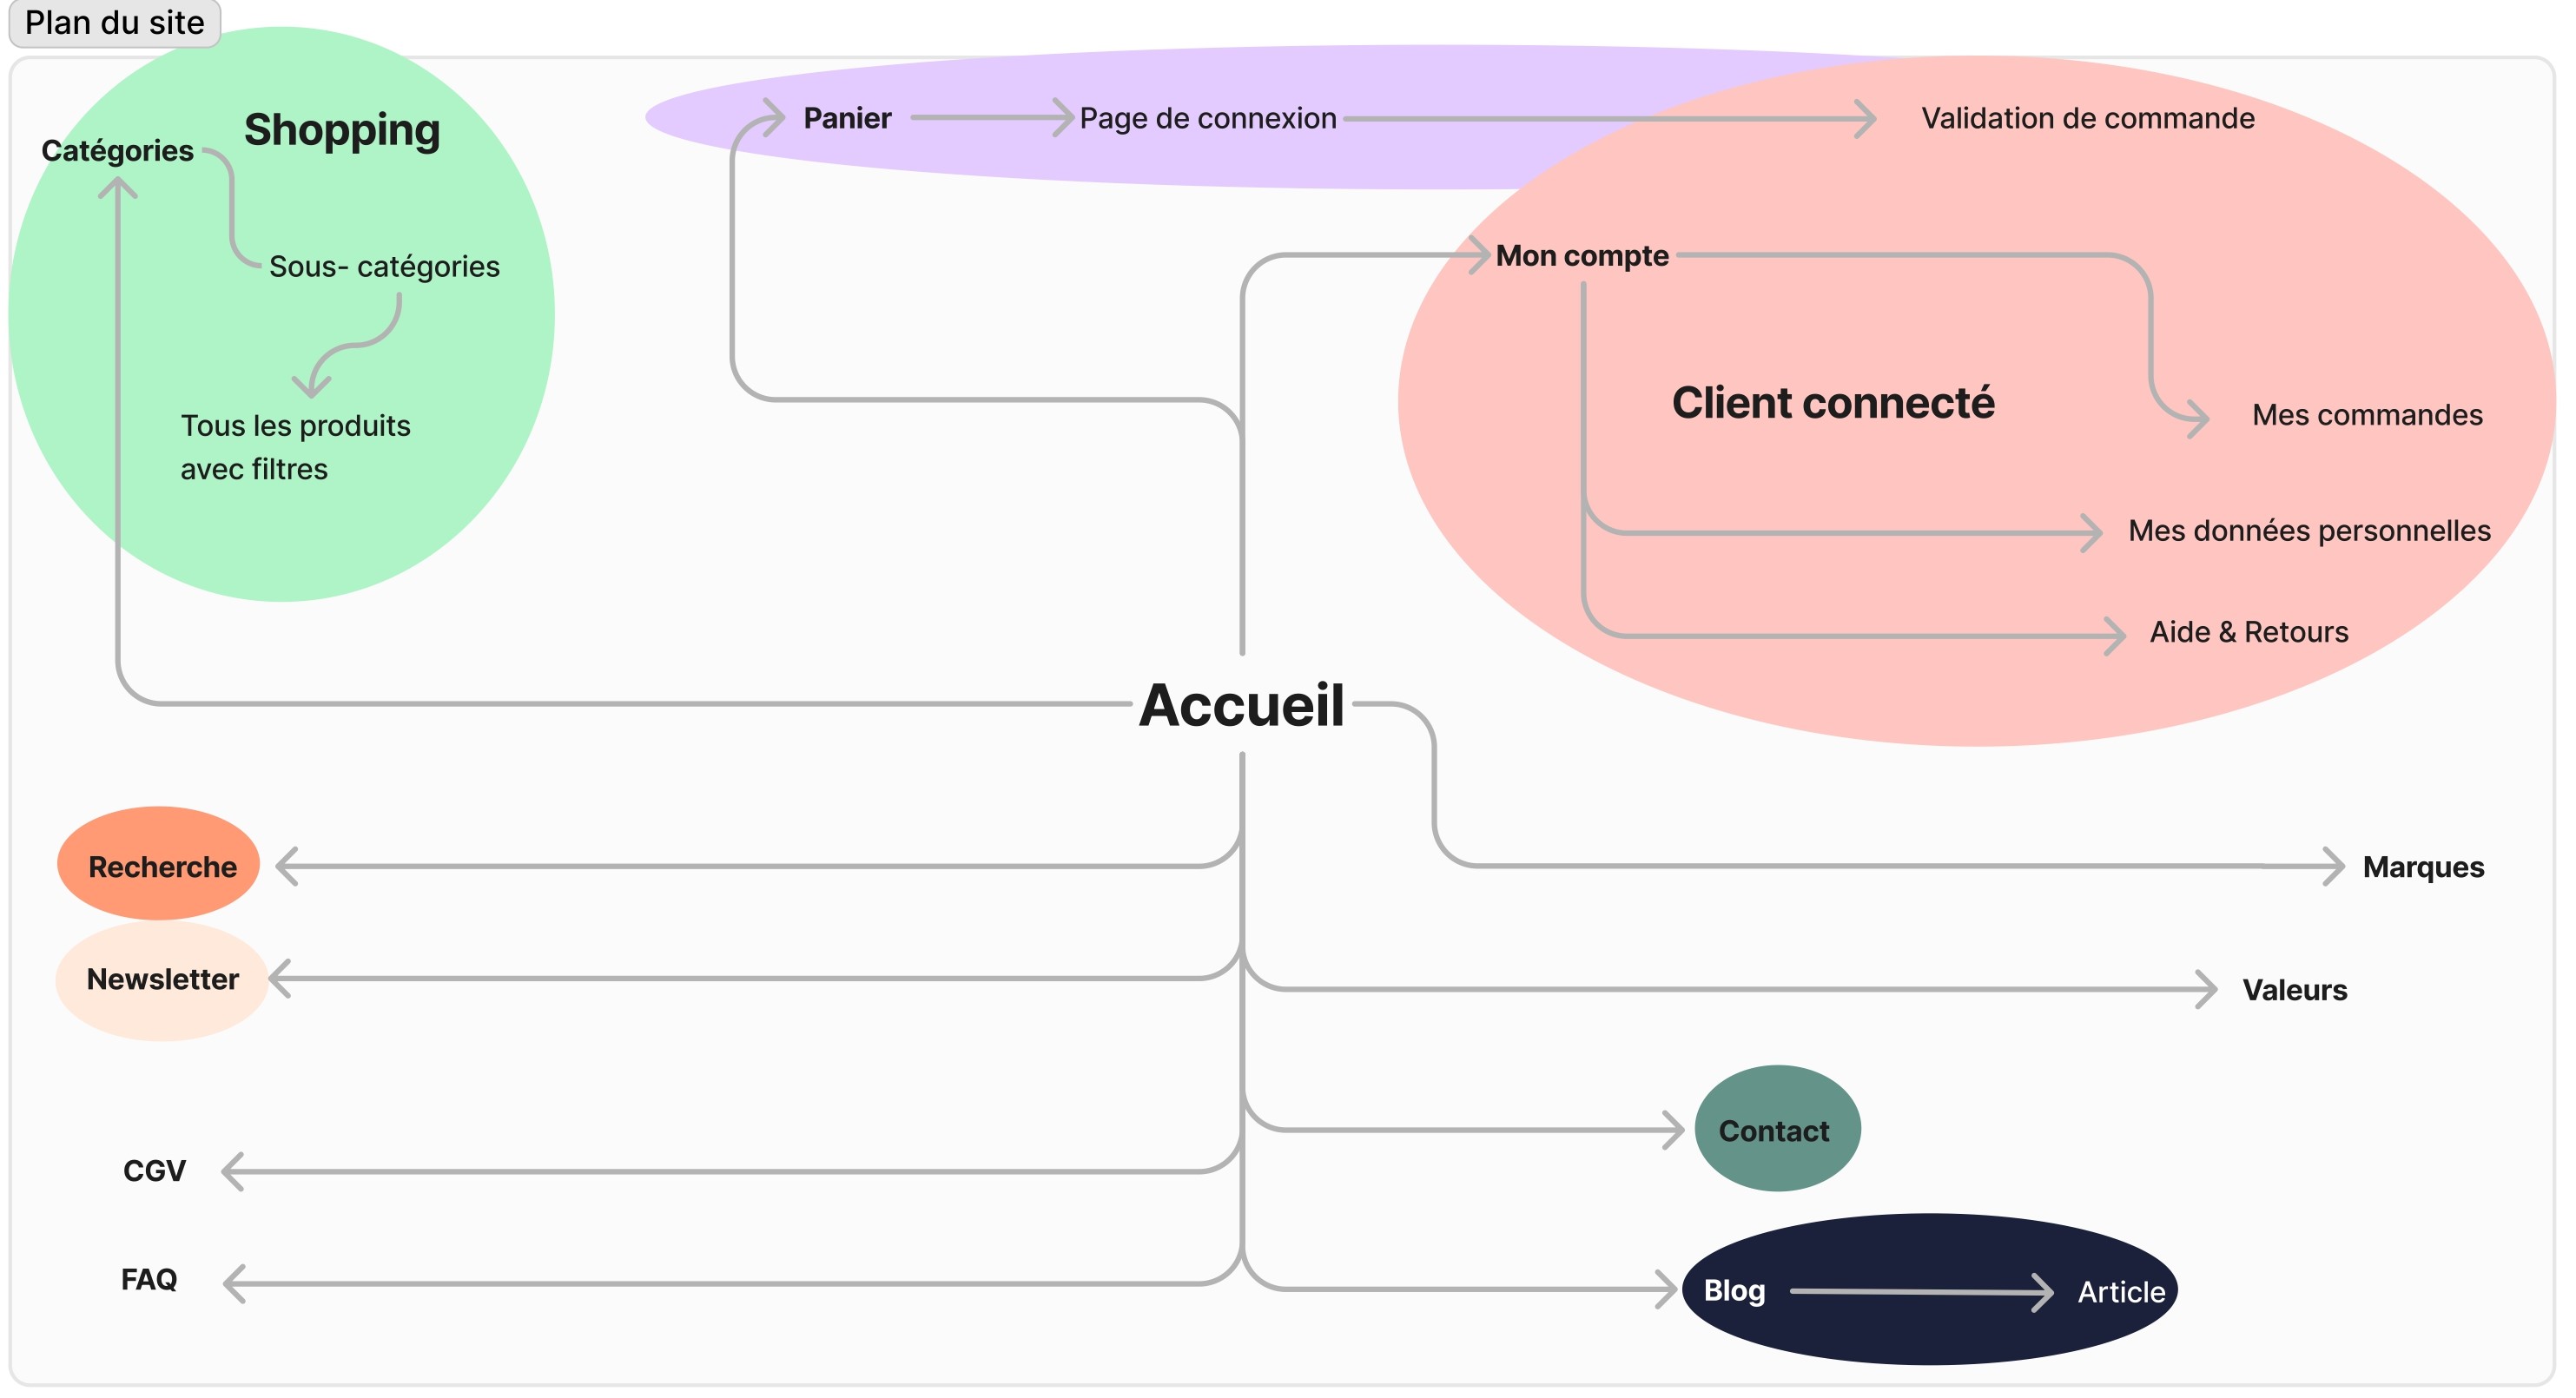 Plan du site
Shopping
Catégories
Sous- catégories
Tous les produits
avec filtres
Panier
Page de connexion
Validation de commande
Mon compte
Client connecté
Mes commandes
Mes données personnelles
Aide & Retours
Accueil
Recherche
Marques
Newsletter
Valeurs
Contact
CGV
FAQ
Blog
Article